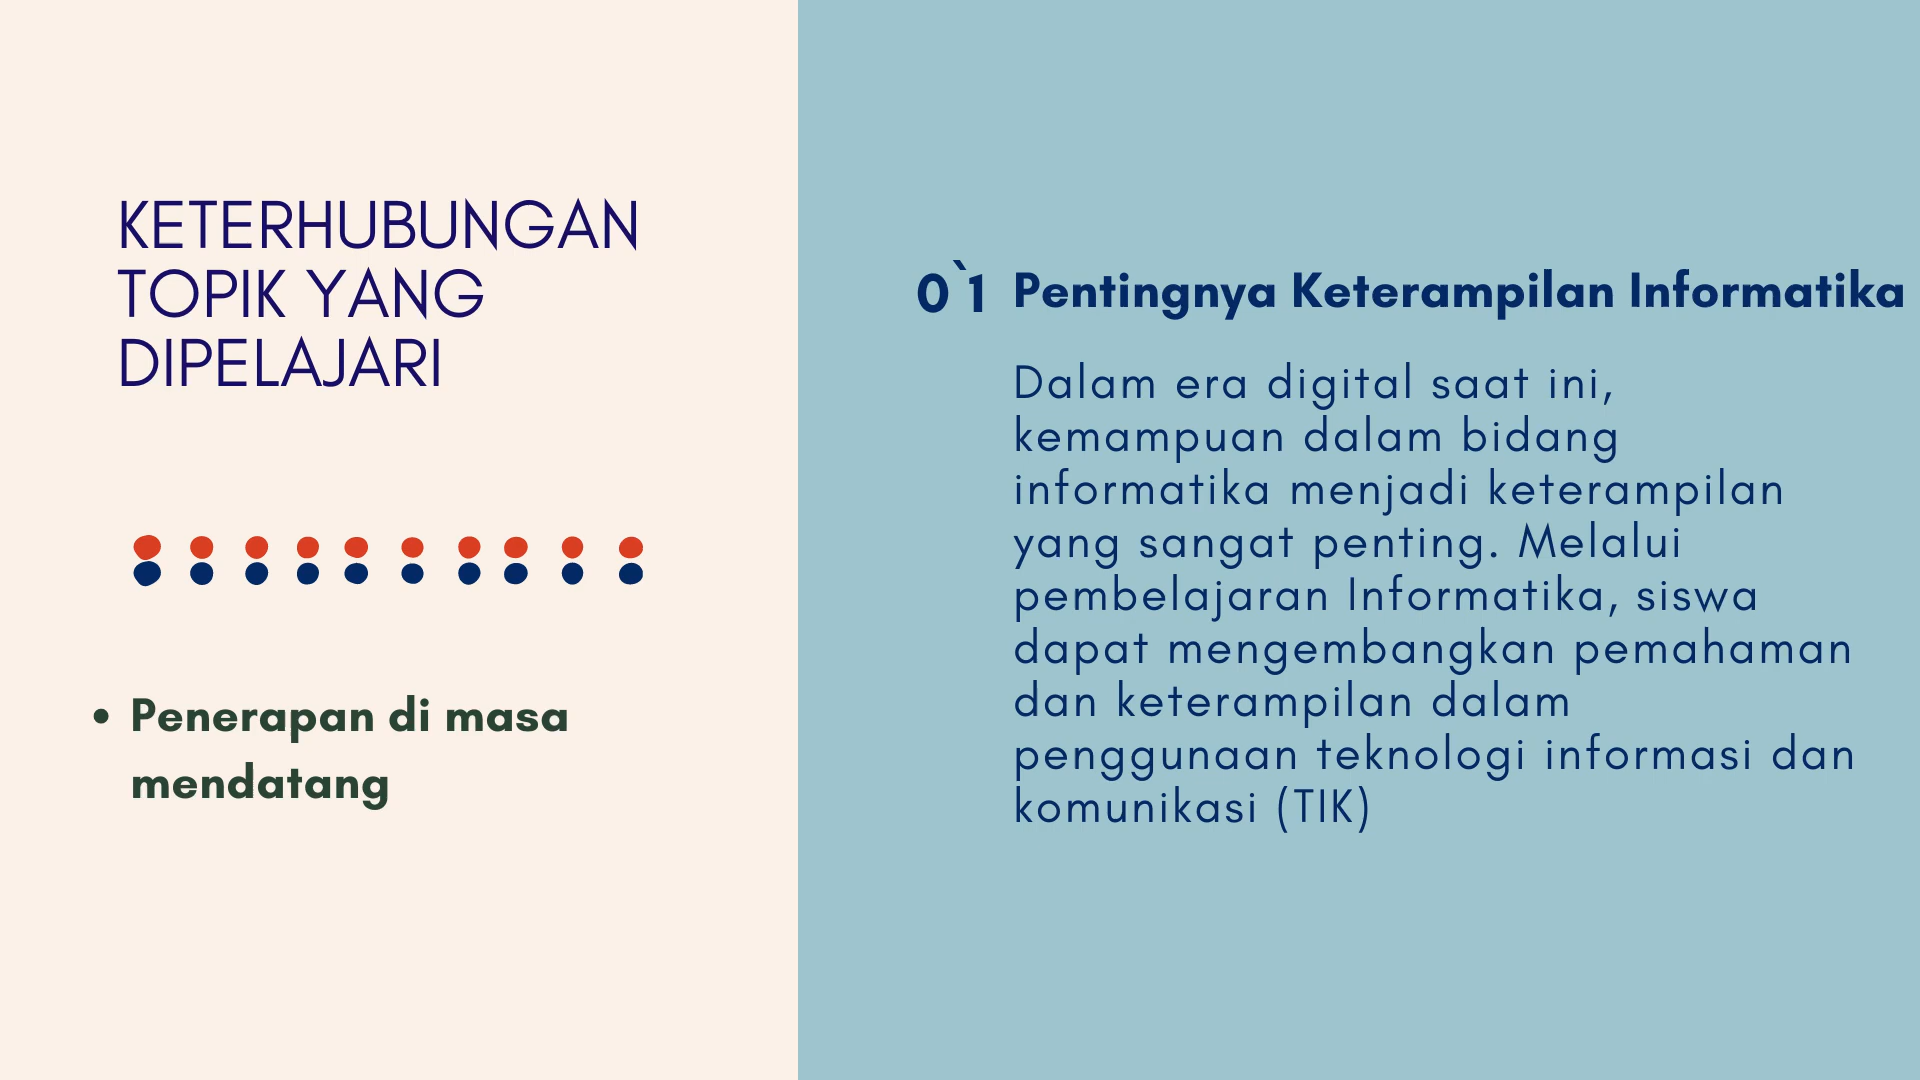 KETERHUBUNGAN
TOPIK YANG
DIPELAJARI
• Penerapan di masa
mendatang
0`1 Pentingnya Keterampilan Informatika
Dalam era digital saat ini,
kemampuan dalam bidang
informatika menjadi keterampilan
yang sangat penting. Melalui
pembelajaran Informatika, siswa
dapat mengembangkan pemahaman
dan keterampilan dalam
penggunaan teknologi informasi dan
komunikasi (TIK)